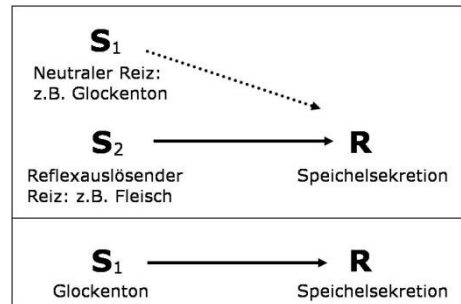 S₁
Neutraler Reiz:
z.B. Glockenton
S₂ R
Reflexauslösender Speichelsekretion
Reiz: z.B. Fleisch
S₁ R
Glockenton Speichelsekretion